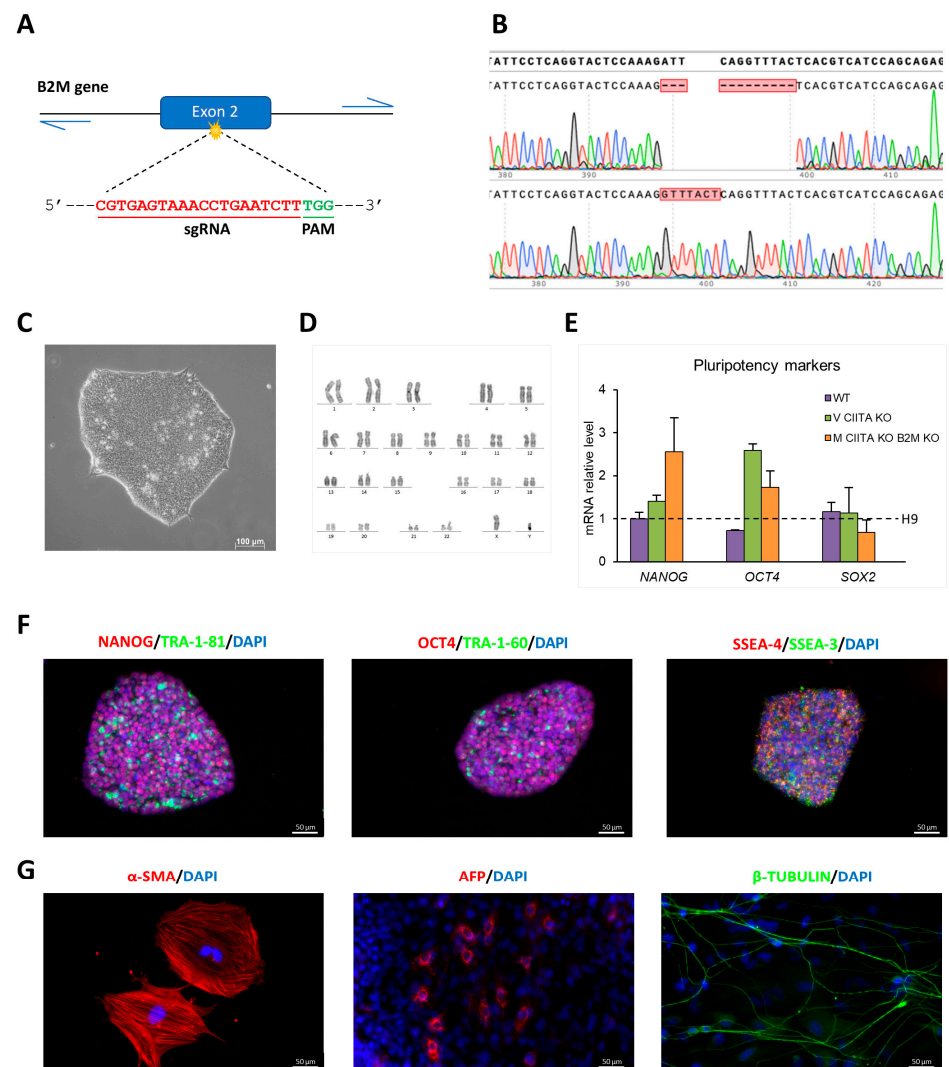 A
B2M gene
Exon 2
5′ ---CGTGAGTAAACCTGAATCTTTGG---3′
sgRNA PAM
B
TATTCCTCAGGTACTCCAAAGATT CAGGTTTACTCACGTCATCCAGCAGAG
TATTCCTCAGGTACTCCAAAG--- ---------TCACGTCATCCAGCAGAG
380 390 400 410
TATTCCTCAGGTACTCCAAAGGTTTACTCAGGTTTACTCACGTCATCCAGCAGAG
380 390 400 410 420
C
100 µm
D
1 2 3 4 5
6 7 8 9 10 11 12
13 14 15 16 17 18
19 20 21 22 X Y
E
Pluripotency markers
mRNA relative level
4
3
2
1
0
WT
V CIITA KO
M CIITA KO B2M KO
H9
NANOG OCT4 SOX2
F
NANOG/TRA-1-81/DAPI
50 µm
OCT4/TRA-1-60/DAPI
50 µm
SSEA-4/SSEA-3/DAPI
50 µm
G
α-SMA/DAPI
50 µm
AFP/DAPI
50 µm
β-TUBULIN/DAPI
50 µm